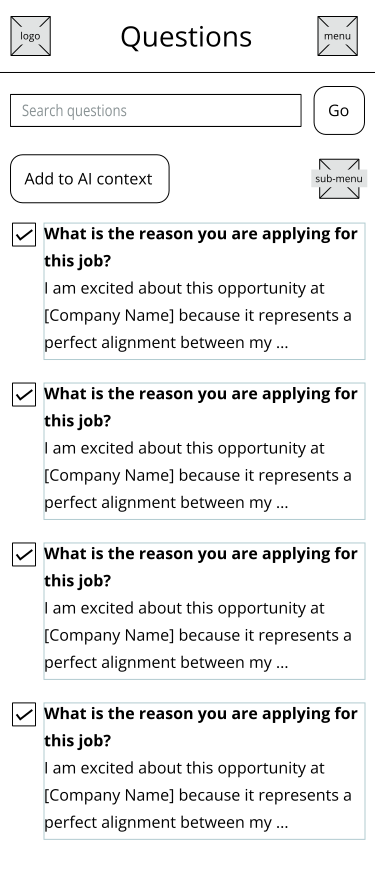 logo
Questions
menu
Search questions
Go
Add to AI context
sub-menu
What is the reason you are applying for
this job?
I am excited about this opportunity at
[Company Name] because it represents a
perfect alignment between my ...
What is the reason you are applying for
this job?
I am excited about this opportunity at
[Company Name] because it represents a
perfect alignment between my ...
What is the reason you are applying for
this job?
I am excited about this opportunity at
[Company Name] because it represents a
perfect alignment between my ...
What is the reason you are applying for
this job?
I am excited about this opportunity at
[Company Name] because it represents a
perfect alignment between my ...